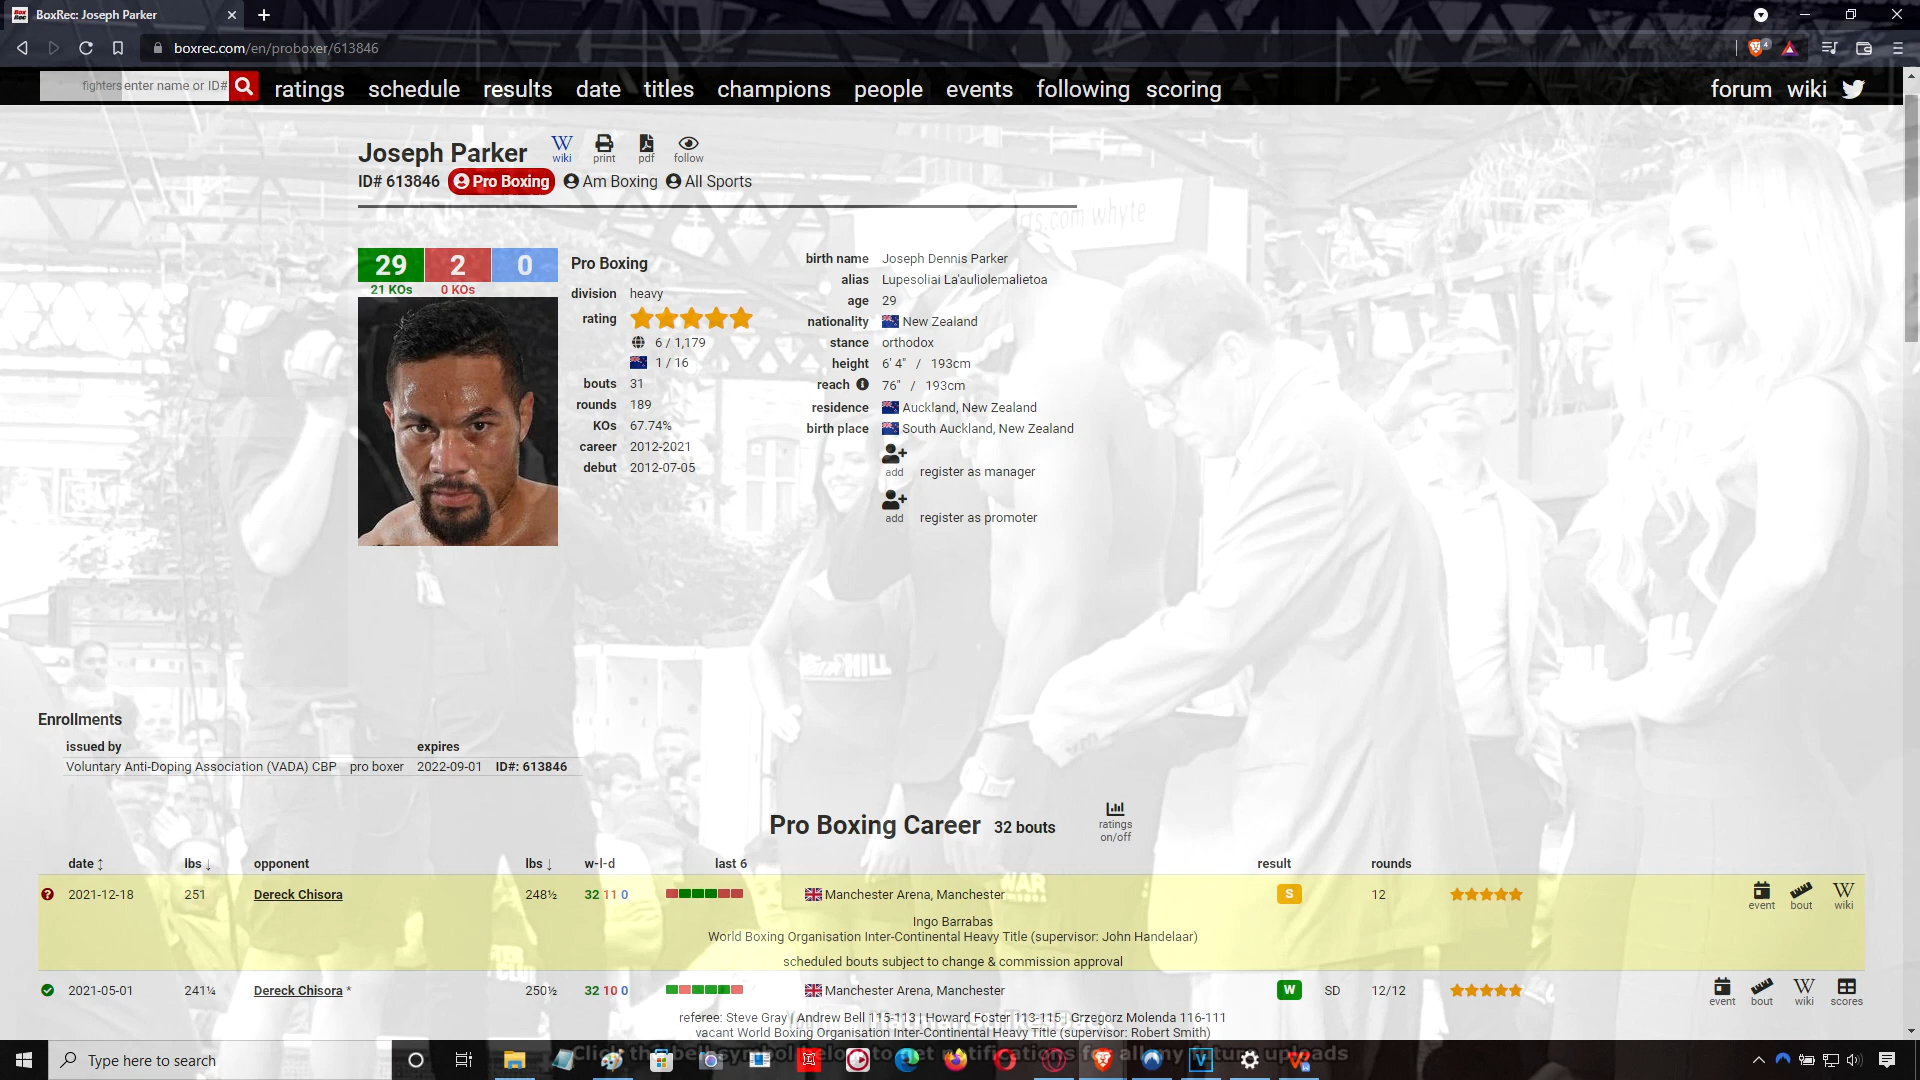 BoxRec: Joseph Parker
boxrec.com/en/proboxer/613846
4
fighters enter name or ID#
ratings schedule results date titles champions people events following scoring forum wiki
Joseph Parker
wiki print pdf follow
ID# 613846 Pro Boxing Am Boxing All Sports
29 2 0
21 KOs 0 KOs
Pro Boxing
division heavy
rating
6 / 1,179
1 / 16
bouts 31
rounds 189
KOs 67.74%
career 2012-2021
debut 2012-07-05
birth name Joseph Dennis Parker
alias Lupesoliai La'auliolemalietoa
age 29
nationality New Zealand
stance orthodox
height 6' 4" / 193cm
reach 76" / 193cm
residence Auckland, New Zealand
birth place South Auckland, New Zealand
add register as manager
add register as promoter
Enrollments
issued by expires
Voluntary Anti-Doping Association (VADA) CBP pro boxer 2022-09-01 ID#: 613846
Pro Boxing Career 32 bouts
ratings
on/off
date lbs opponent lbs w-l-d last 6 result rounds
2021-12-18 251 Dereck Chisora 248½ 32 11 0 Manchester Arena, Manchester S 12
event bout wiki
Ingo Barrabas
World Boxing Organisation Inter-Continental Heavy Title (supervisor: John Handelaar)
scheduled bouts subject to change & commission approval
2021-05-01 241¼ Dereck Chisora * 250½ 32 10 0 Manchester Arena, Manchester W SD 12/12
event bout wiki scores
referee: Steve Gray | Andrew Bell 115-113 | Howard Foster 113-115 | Grzegorz Molenda 116-111
vacant World Boxing Organisation Inter-Continental Heavy Title (supervisor: Robert Smith)
Type here to search